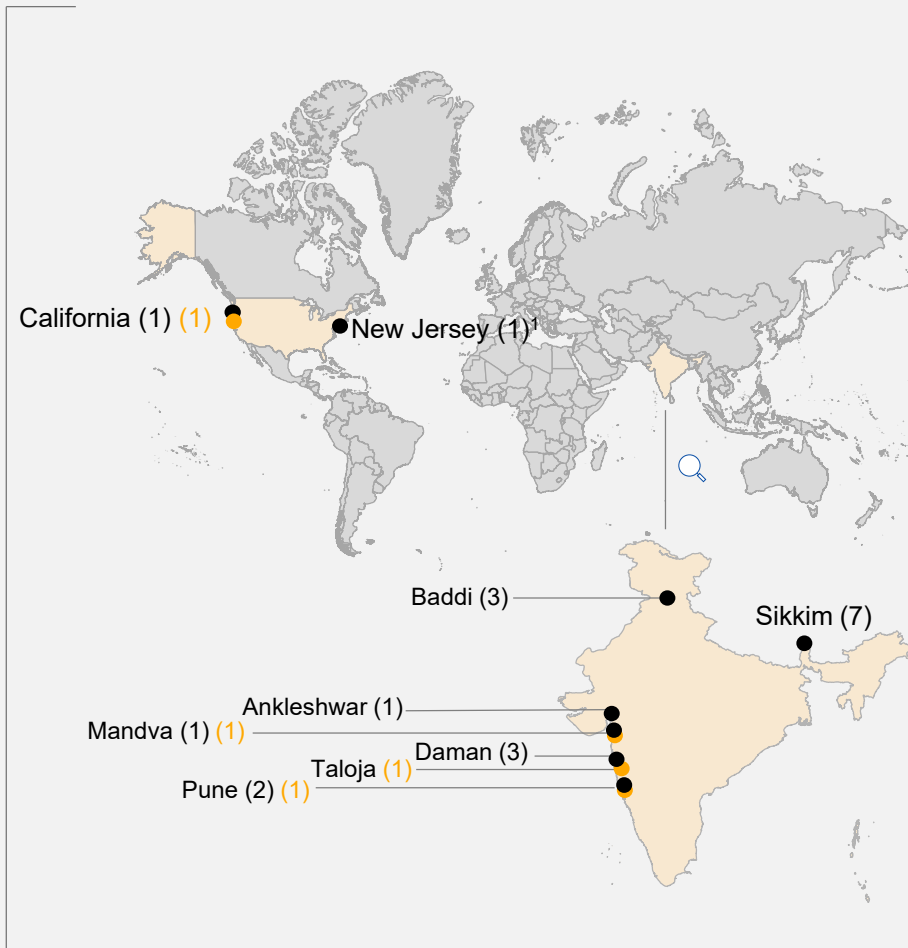 California (1) (1)
New Jersey (1)¹
Baddi (3)
Sikkim (7)
Ankleshwar (1)
Mandva (1) (1)
Daman (3)
Taloja (1)
Pune (2) (1)